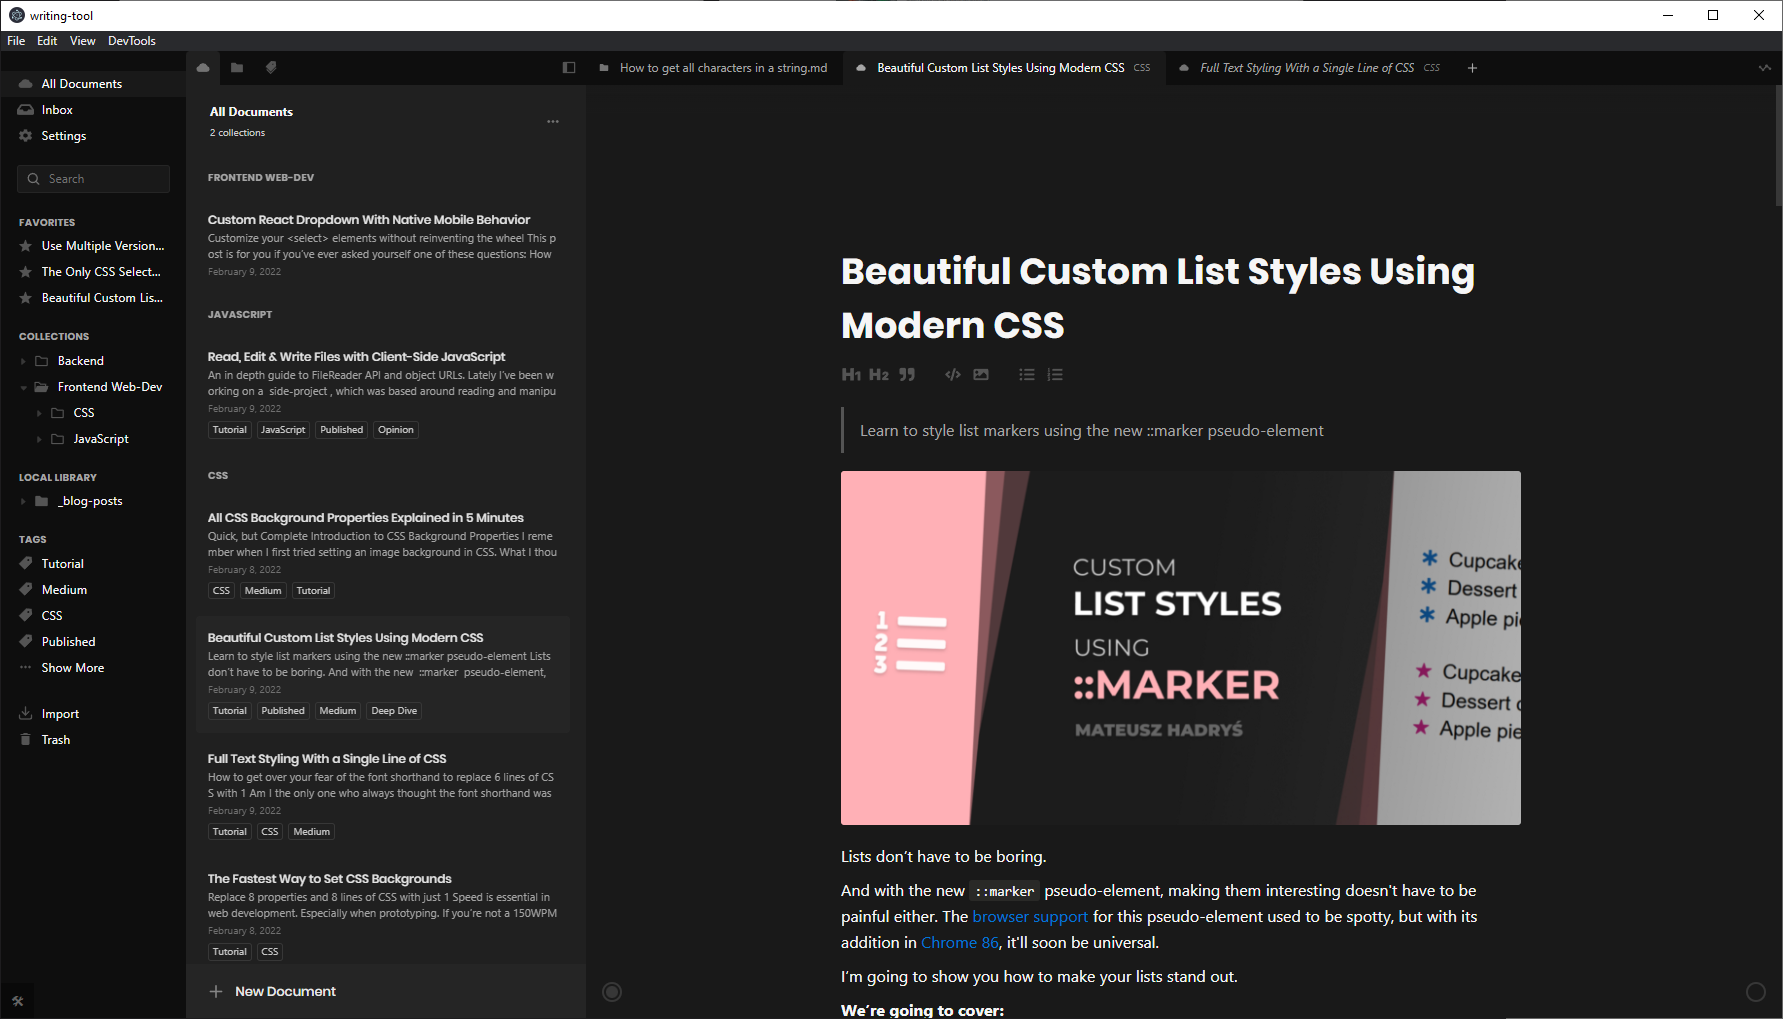 writing-tool
File Edit View DevTools
All Documents
Inbox
Settings
Search
FAVORITES
Use Multiple Version...
The Only CSS Select...
Beautiful Custom Lis...
COLLECTIONS
Backend
Frontend Web-Dev
CSS
JavaScript
LOCAL LIBRARY
_blog-posts
TAGS
Tutorial
Medium
CSS
Published
Show More
Import
Trash
All Documents
2 collections
FRONTEND WEB-DEV
Custom React Dropdown With Native Mobile Behavior
Customize your <select> elements without reinventing the wheel This p
ost is for you if you've ever asked yourself one of these questions: How
February 9, 2022
JAVASCRIPT
Read, Edit & Write Files with Client-Side JavaScript
An in depth guide to FileReader API and object URLs. Lately I've been w
orking on a side-project , which was based around reading and manipu
February 9, 2022
Tutorial JavaScript Published Opinion
CSS
All CSS Background Properties Explained in 5 Minutes
Quick, but Complete Introduction to CSS Background Properties I reme
mber when I first tried setting an image background in CSS. What I thou
February 8, 2022
CSS Medium Tutorial
Beautiful Custom List Styles Using Modern CSS
Learn to style list markers using the new ::marker pseudo-element Lists
don't have to be boring. And with the new ::marker pseudo-element,
February 9, 2022
Tutorial Published Medium Deep Dive
Full Text Styling With a Single Line of CSS
How to get over your fear of the font shorthand to replace 6 lines of CS
S with 1 Am I the only one who always thought the font shorthand was
February 9, 2022
Tutorial CSS Medium
The Fastest Way to Set CSS Backgrounds
Replace 8 properties and 8 lines of CSS with just 1 Speed is essential in
web development. Especially when prototyping. If you're not a 150WPM
February 8, 2022
Tutorial CSS
New Document
How to get all characters in a string.md
Beautiful Custom List Styles Using Modern CSS CSS
Full Text Styling With a Single Line of CSS CSS
Beautiful Custom List Styles Using
Modern CSS
H1 H2
Learn to style list markers using the new ::marker pseudo-element
1
2
3
CUSTOM
LIST STYLES
USING
::MARKER
MATEUSZ HADRYŚ
Cupcake
Dessert
Apple pie
Cupcake
Dessert
Apple pie
Lists don’t have to be boring.
And with the new ::marker pseudo-element, making them interesting doesn't have to be
painful either. The browser support for this pseudo-element used to be spotty, but with its
addition in Chrome 86, it'll soon be universal.
I’m going to show you how to make your lists stand out.
We’re going to cover: